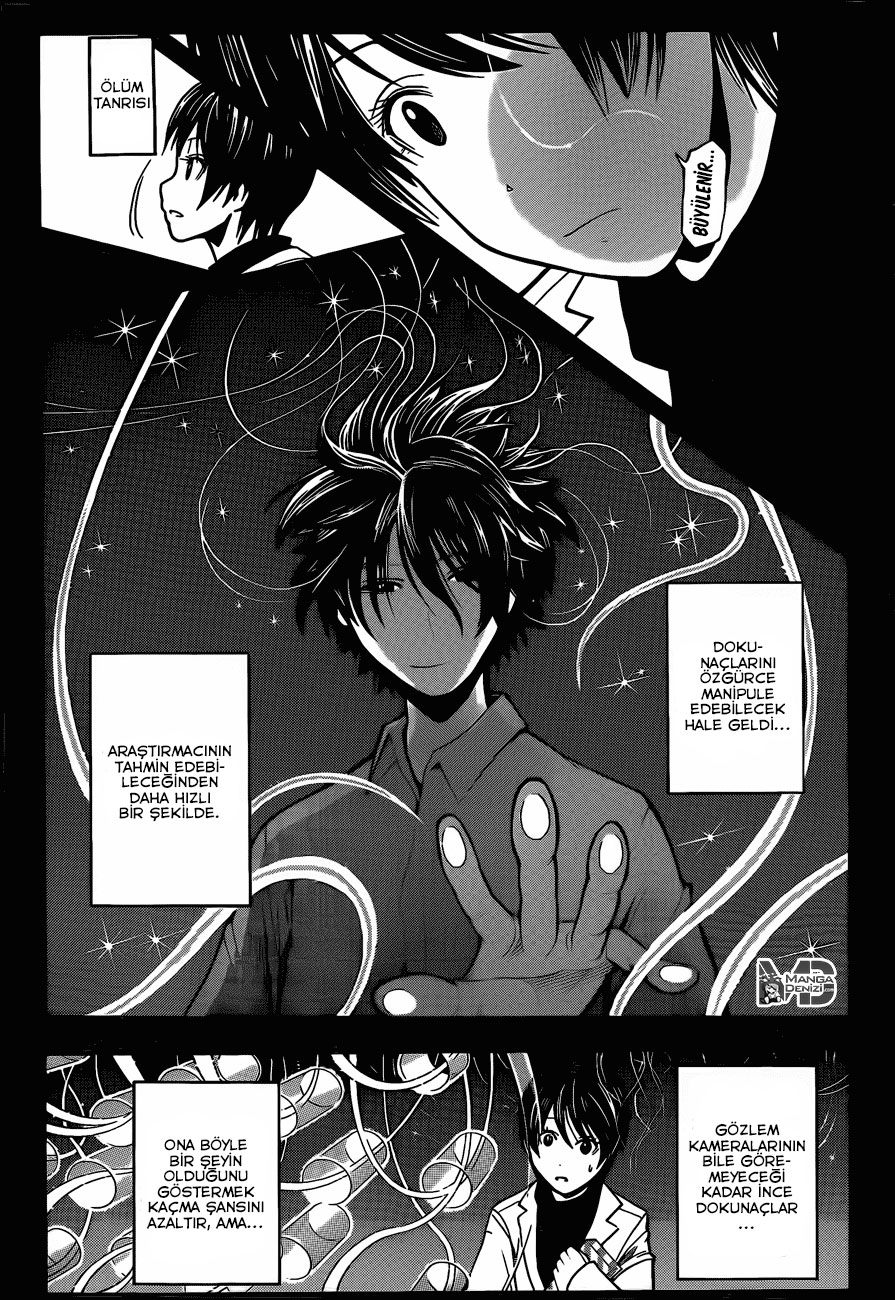 ÖLÜM
TANRISI
BÜYÜLENİR...
DOKU-
NAÇLARINI
ÖZGÜRCE
MANİPULE
EDEBİLECEK
HALE GELDİ...
ARAŞTIRMACININ
TAHMİN EDEBİ-
LECEĞİNDEN
DAHA HIZLI
BİR ŞEKİLDE.
MANGA
DENİZİ
.COM
GÖZLEM
KAMERALARININ
BİLE GÖRE-
MEYECEĞİ
KADAR İNCE
DOKUNAÇLAR
...
ONA BÖYLE
BİR ŞEYİN
OLDUĞUNU
GÖSTERMEK
KAÇMA ŞANSINI
AZALTIR, AMA...